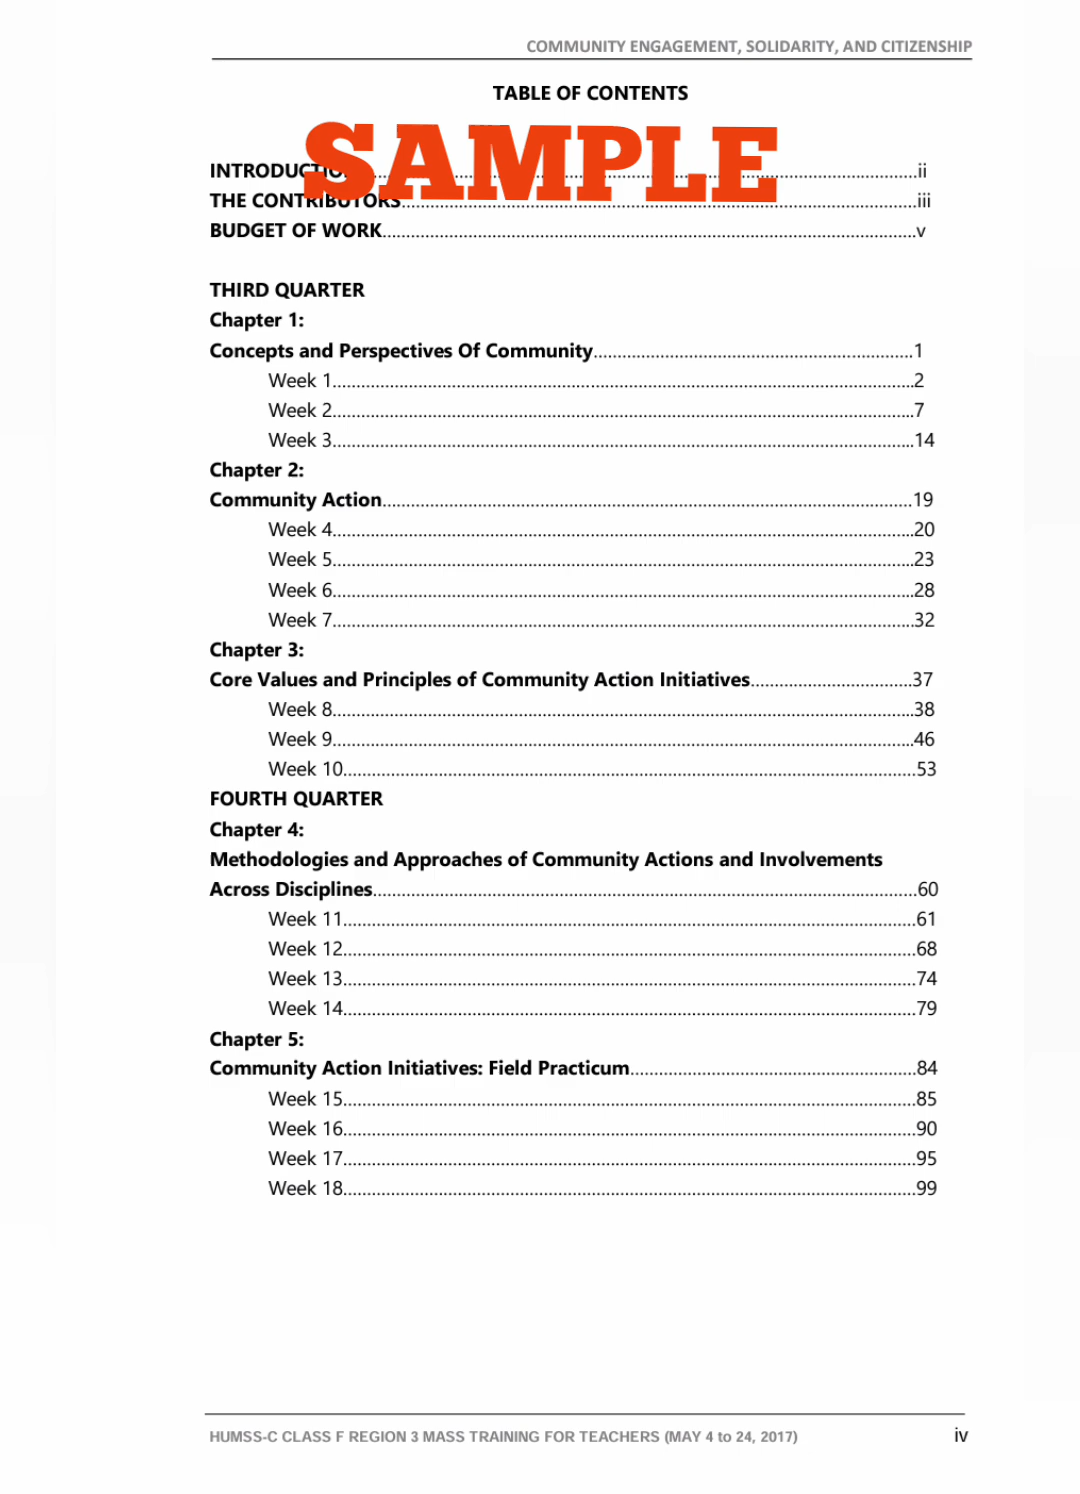 COMMUNITY ENGAGEMENT, SOLIDARITY, AND CITIZENSHIP
TABLE OF CONTENTS
SAMPLE
INTRODUCTION..........ii
THE CONTRIBUTORS..........iii
BUDGET OF WORK..........v
THIRD QUARTER
Chapter 1:
Concepts and Perspectives Of Community..........1
Week 1..........2
Week 2..........7
Week 3..........14
Chapter 2:
Community Action..........19
Week 4..........20
Week 5..........23
Week 6..........28
Week 7..........32
Chapter 3:
Core Values and Principles of Community Action Initiatives..........37
Week 8..........38
Week 9..........46
Week 10..........53
FOURTH QUARTER
Chapter 4:
Methodologies and Approaches of Community Actions and Involvements
Across Disciplines..........60
Week 11..........61
Week 12..........68
Week 13..........74
Week 14..........79
Chapter 5:
Community Action Initiatives: Field Practicum..........84
Week 15..........85
Week 16..........90
Week 17..........95
Week 18..........99
HUMSS-C CLASS F REGION 3 MASS TRAINING FOR TEACHERS (MAY 4 to 24, 2017) iv